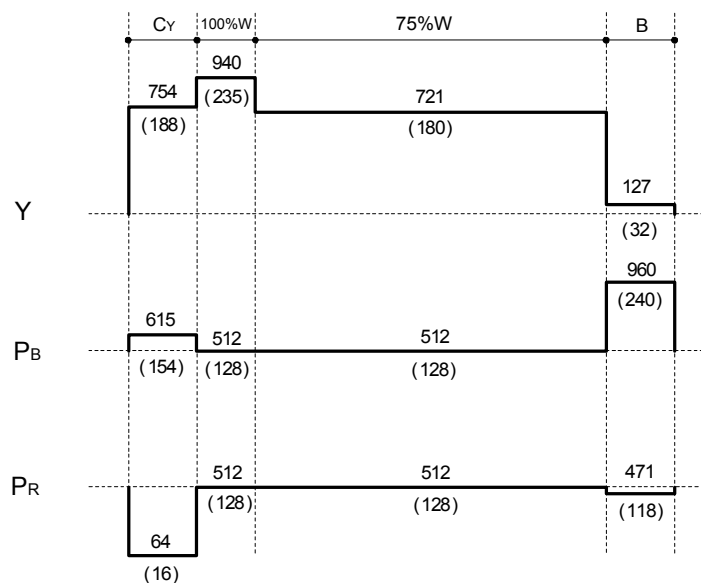 CY 100%W 75%W B
940
754 (235) 721
(188) (180)
127
Y
(32)
960
(240)
615
512 512
PB
(154) (128) (128)
512 512 471
PR
(128) (128) (118)
64
(16)